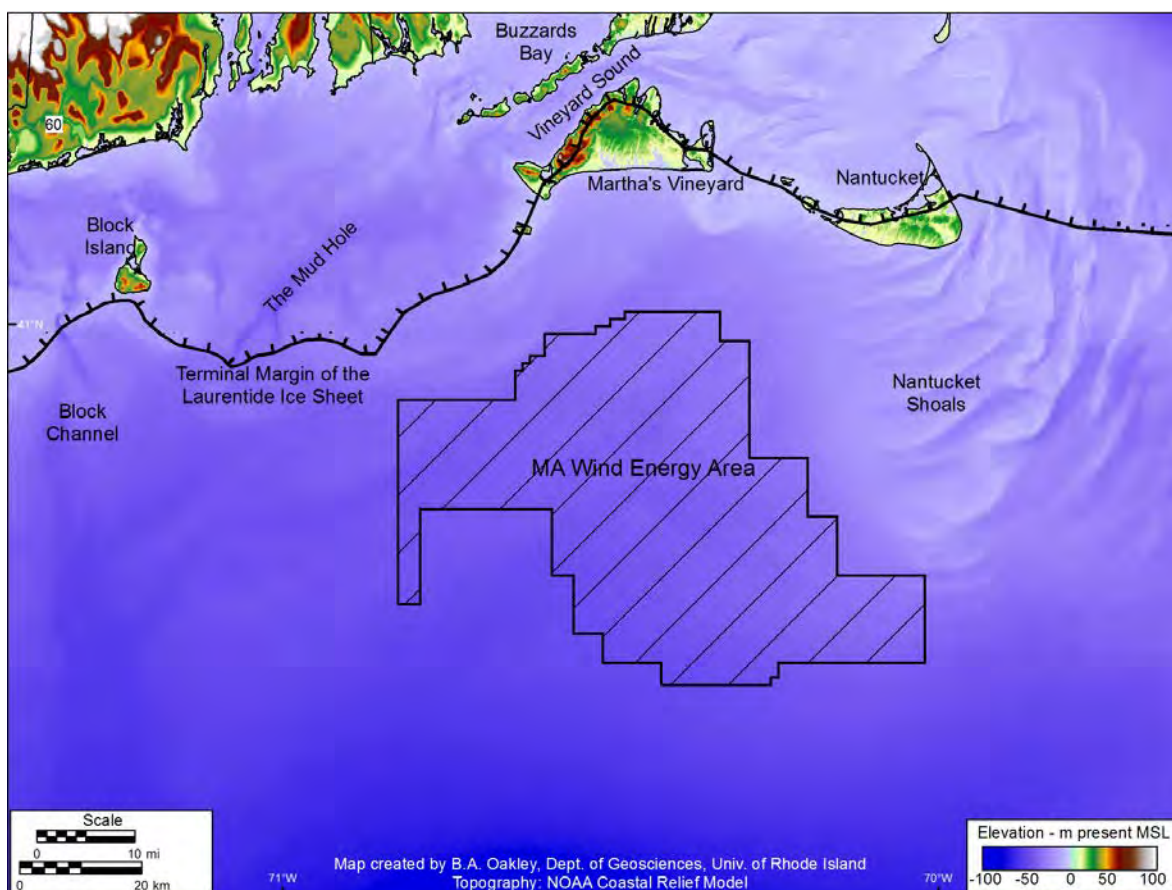 Buzzards
Bay
Vineyard Sound
60
Martha's Vineyard
Nantucket
Block
Island
The Mud Hole
41°N
Terminal Margin of the
Laurentide Ice Sheet
Block
Channel
Nantucket
Shoals
MA Wind Energy Area
Scale
0 10 mi
0 20 km
Map created by B.A. Oakley, Dept. of Geosciences, Univ. of Rhode Island
Topography: NOAA Coastal Relief Model
71°W
70°W
Elevation - m present MSL
-100 -50 0 50 100